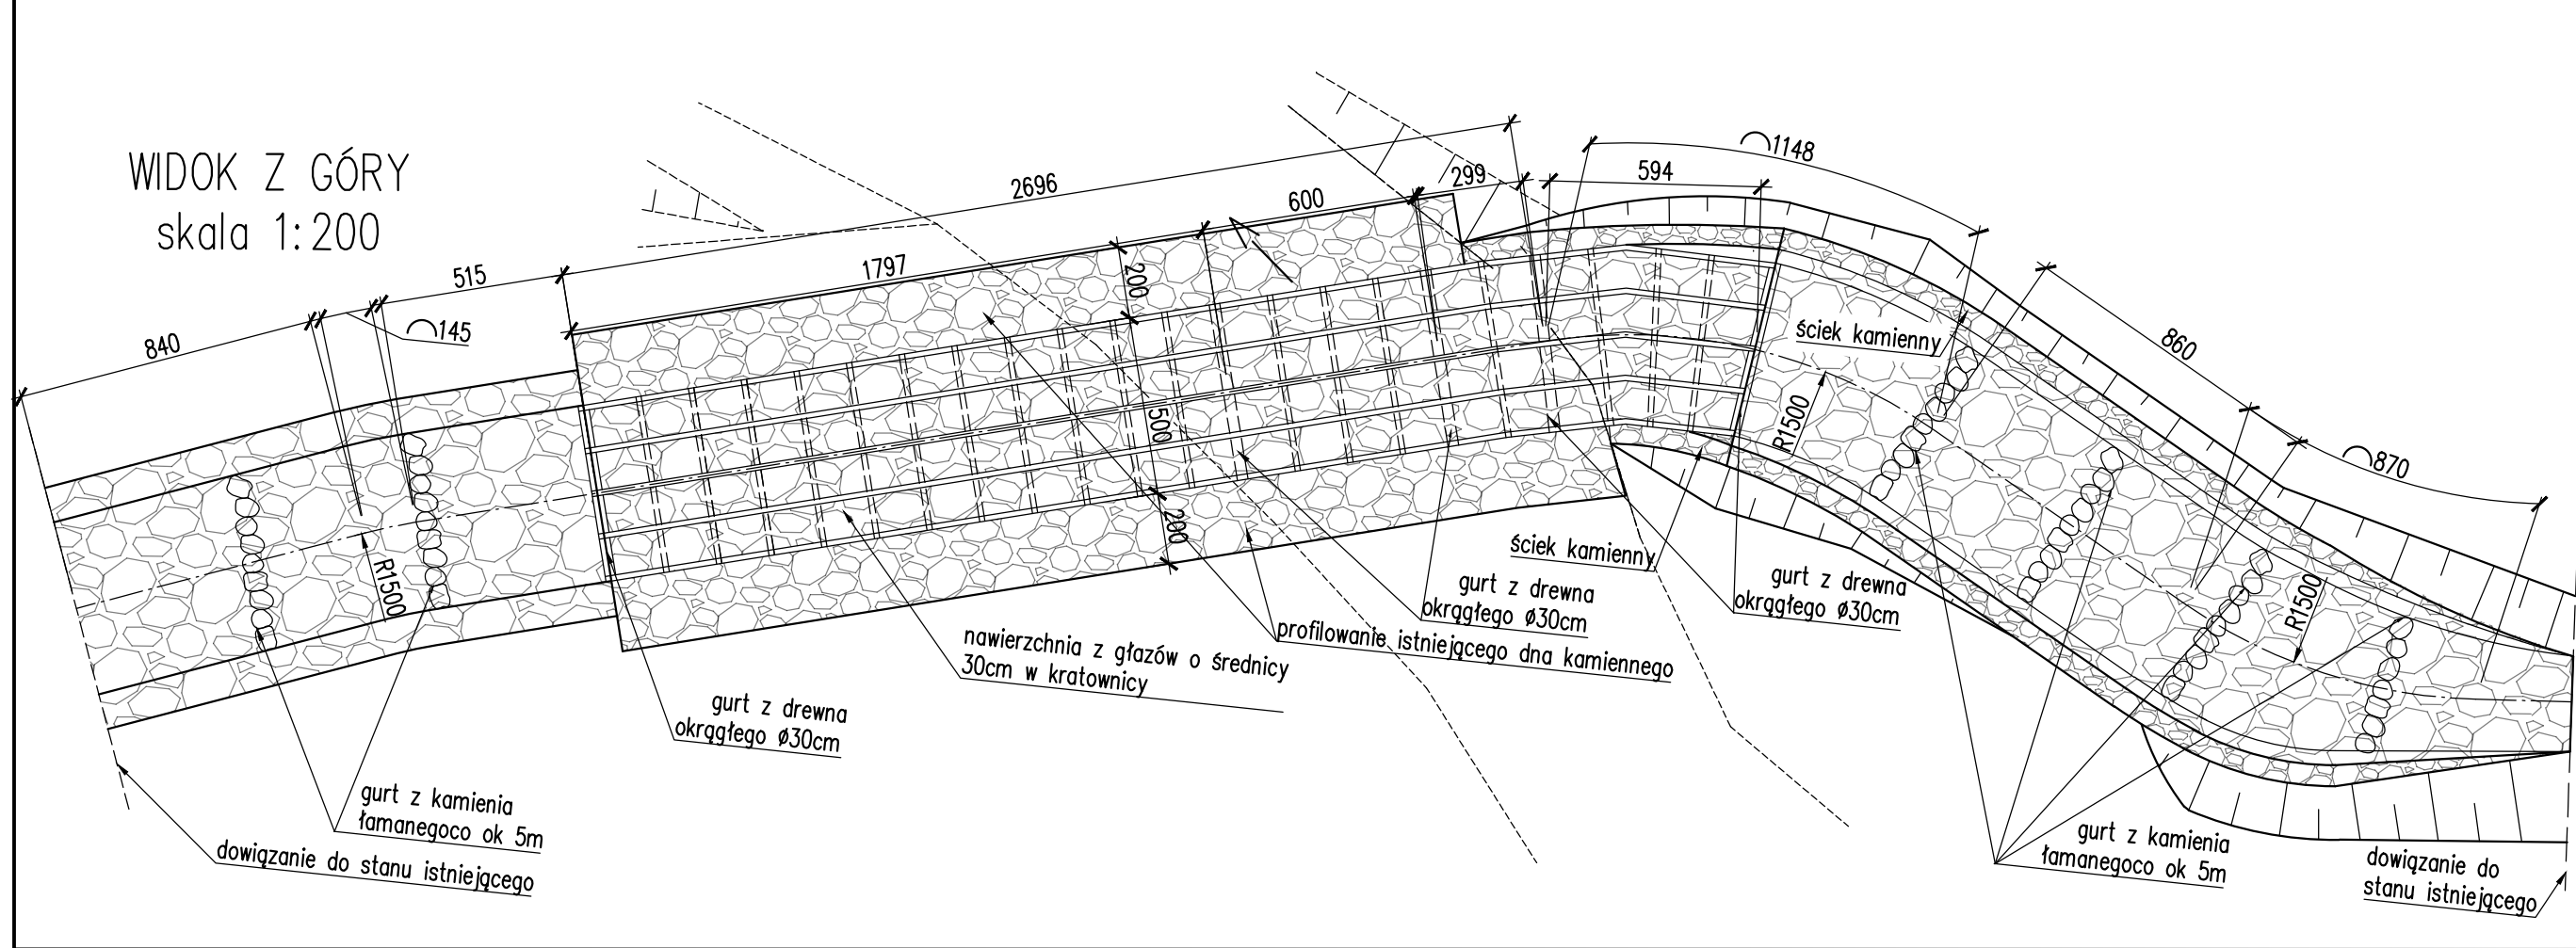 WIDOK Z GÓRY
skala 1:200
840
145
515
2696
1797
200
600
299
594
1148
860
870
500
200
R1500
R1500
R1500
ściek kamienny
ściek kamienny
gurt z drewna
okrągłego ø30cm
gurt z drewna
okrągłego ø30cm
profilowanie istniejącego dna kamiennego
nawierzchnia z głazów o średnicy
30cm w kratownicy
gurt z drewna
okrągłego ø30cm
gurt z kamienia
łamanegoco ok 5m
dowiązanie do stanu istniejącego
gurt z kamienia
łamanegoco ok 5m
dowiązanie do
stanu istniejącego